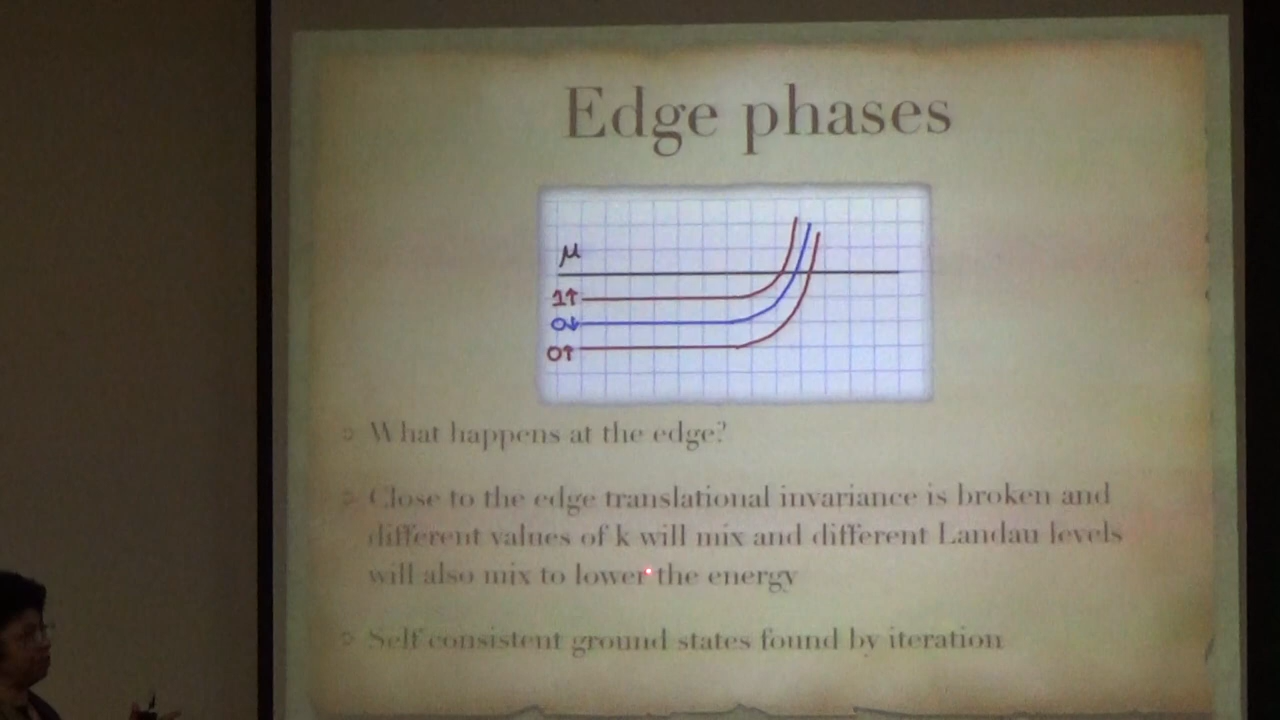 Edge phases
μ
1↑
0↓
0↑
What happens at the edge?
Close to the edge translational invariance is broken and
different values of k will mix and different Landau levels
will also mix to lower the energy
Self consistent ground states found by iteration